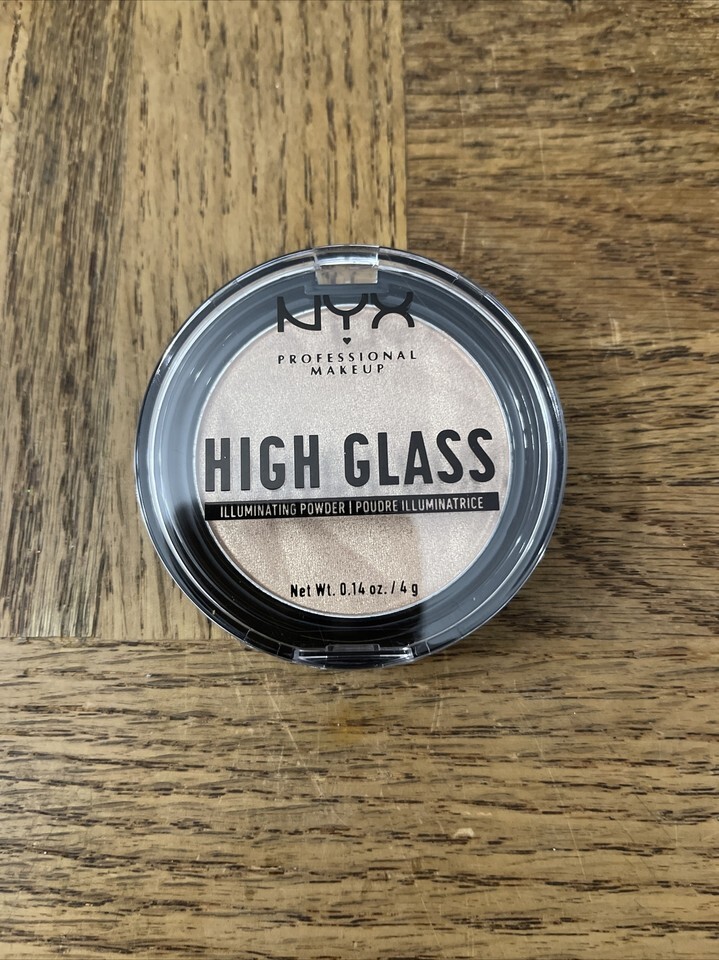 NYX
PROFESSIONAL
MAKEUP
HIGH GLASS
ILLUMINATING POWDER | POUDRE ILLUMINATRICE
Net Wt. 0.14 oz. / 4 g